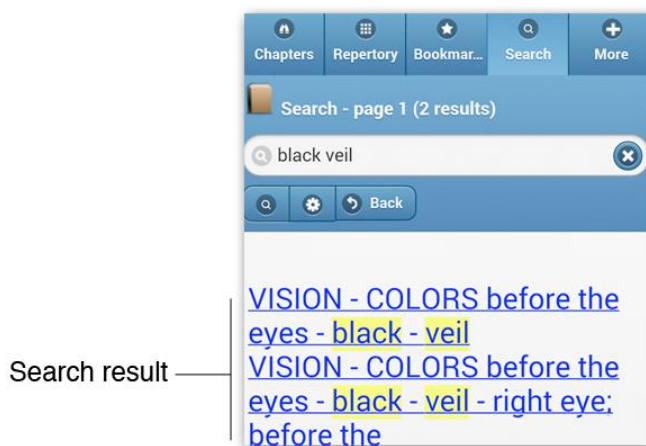 Chapters Repertory Bookmar... Search More
Search - page 1 (2 results)
black veil
Back
VISION - COLORS before the
eyes - black - veil
VISION - COLORS before the
eyes - black - veil - right eye;
before the
Search result